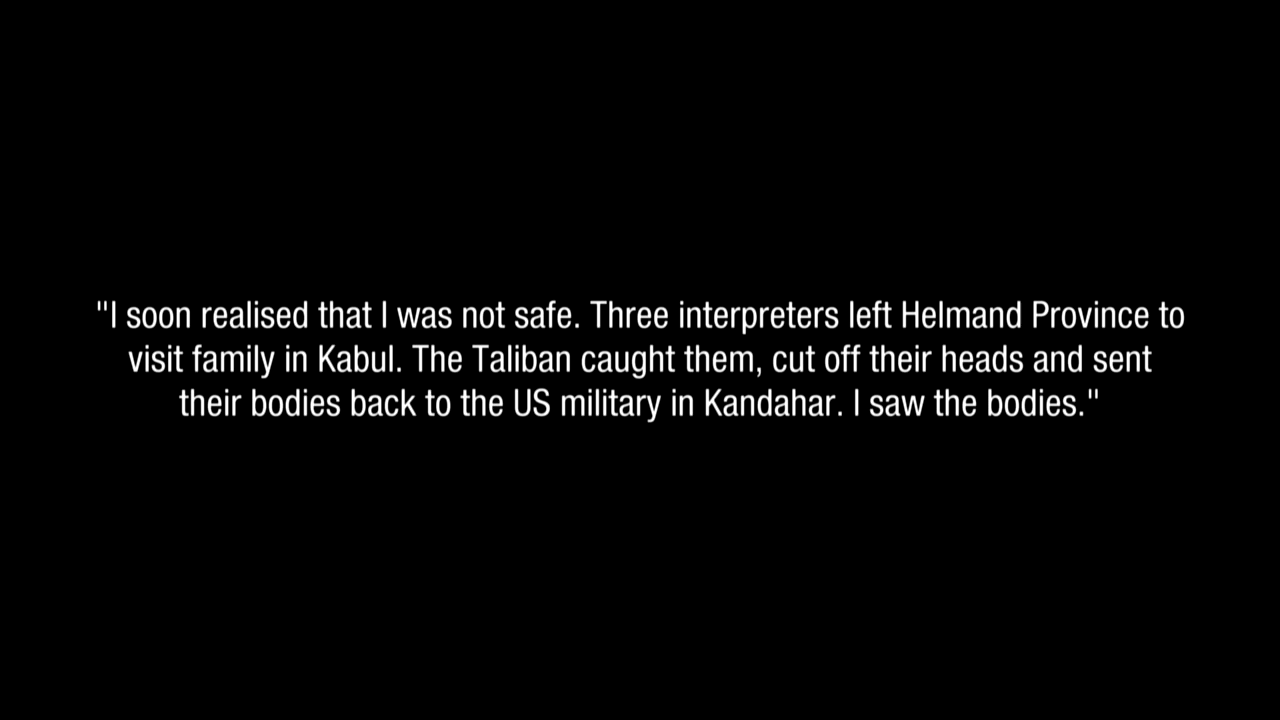 "I soon realised that I was not safe. Three interpreters left Helmand Province to
visit family in Kabul. The Taliban caught them, cut off their heads and sent
their bodies back to the US military in Kandahar. I saw the bodies."